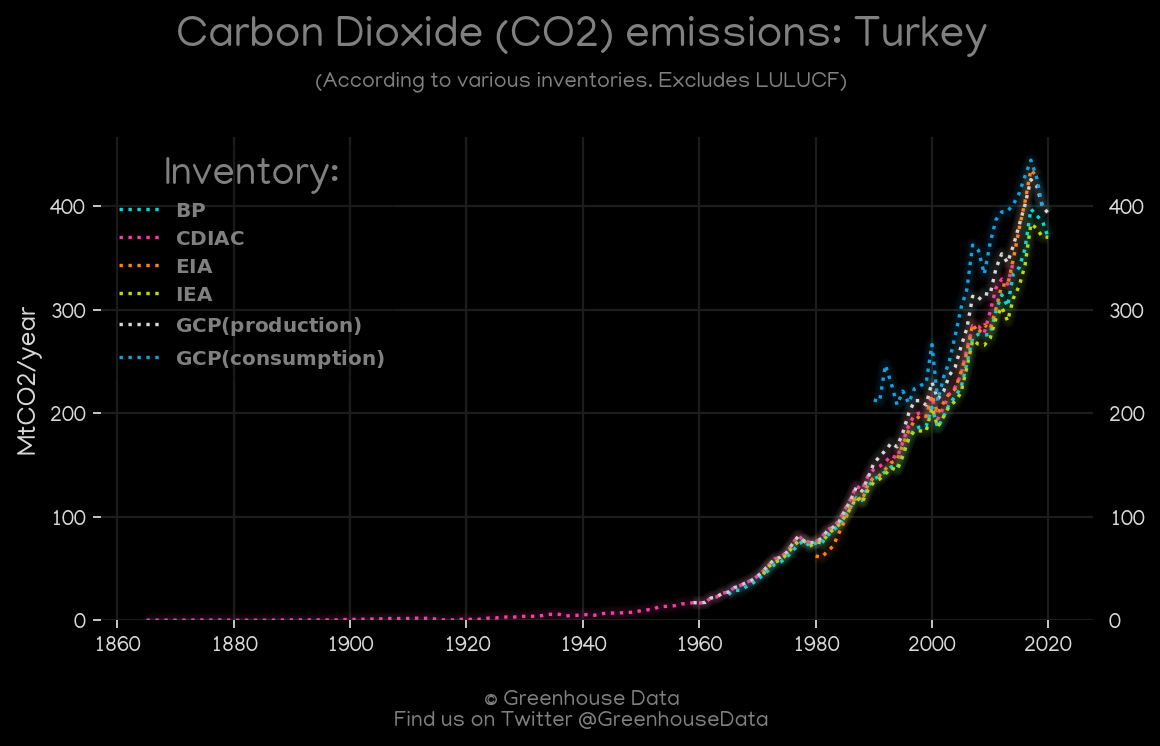 Carbon Dioxide (CO2) emissions: Turkey
(According to various inventories. Excludes LULUCF)
Inventory:
BP
CDIAC
EIA
IEA
GCP(production)
GCP(consumption)
MtCO2/year
400
300
200
100
0
400
300
200
100
0
1860 1880 1900 1920 1940 1960 1980 2000 2020
© Greenhouse Data
Find us on Twitter @GreenhouseData